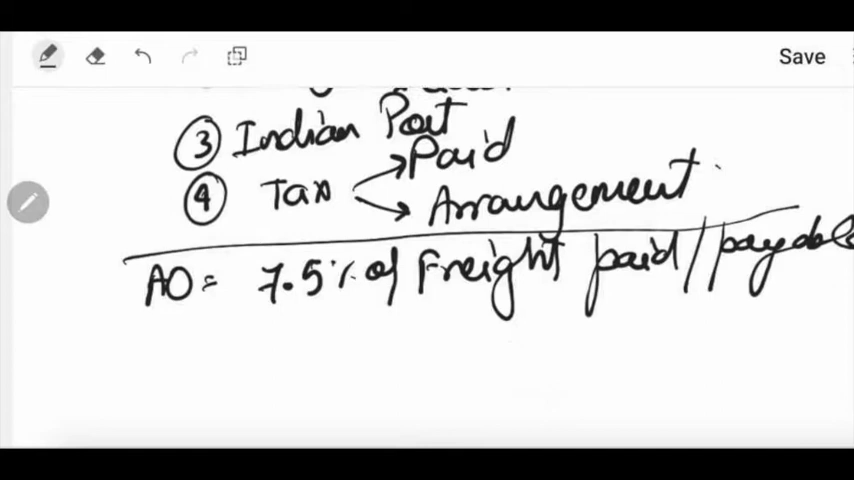 Save
③ Indian Port
Paid
④ Tax
Arrangement
AO = 7.5% of Freight paid/payable